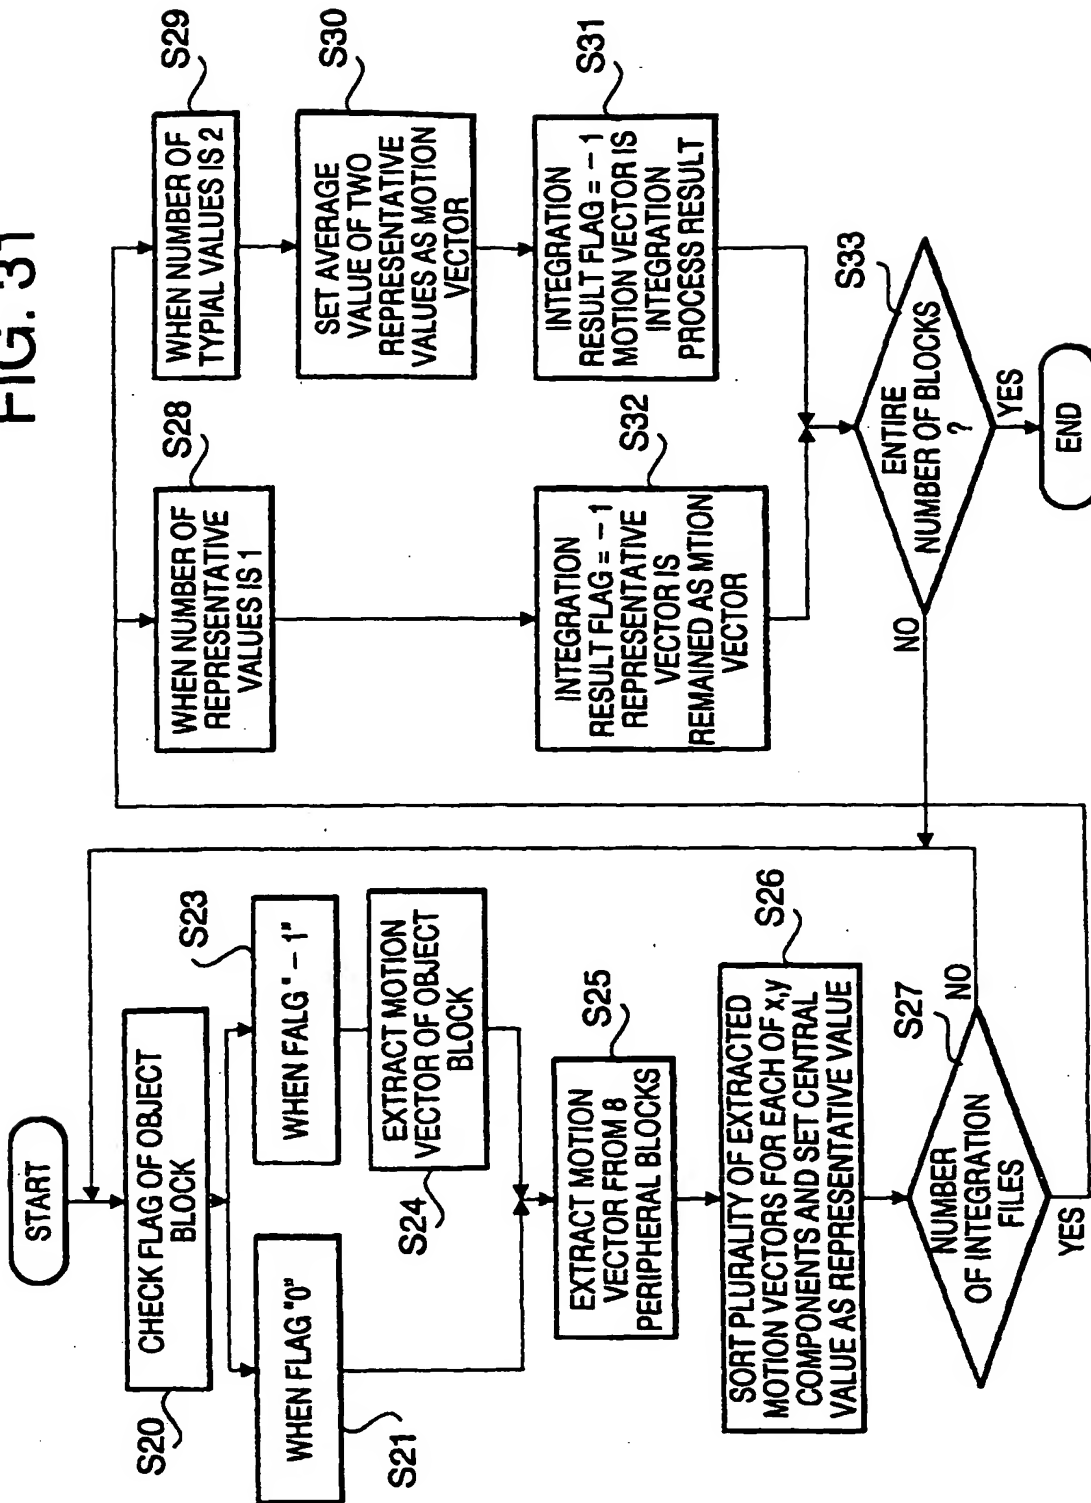 FIG. 31
START
CHECK FLAG OF OBJECT
BLOCK
S20
WHEN FLAG "0"
S21
WHEN FALG " – 1"
S23
EXTRACT MOTION
VECTOR OF OBJECT
BLOCK
S24
EXTRACT MOTION
VECTOR FROM 8
PERIPHERAL BLOCKS
S25
SORT PLURALITY OF EXTRACTED
MOTION VECTORS FOR EACH OF x,y
COMPONENTS AND SET CENTRAL
VALUE AS REPRESENTATIVE VALUE
S26
NUMBER
OF INTEGRATION
FILES
S27
NO
YES
WHEN NUMBER OF
REPRESENTATIVE
VALUES IS 1
S28
WHEN NUMBER OF
TYPIAL VALUES IS 2
S29
SET AVERAGE
VALUE OF TWO
REPRESENTATIVE
VALUES AS MOTION
VECTOR
S30
INTEGRATION
RESULT FLAG = – 1
MOTION VECTOR IS
INTEGRATION
PROCESS RESULT
S31
INTEGRATION
RESULT FLAG = – 1
REPRESENTATIVE
VECTOR IS
REMAINED AS MTION
VECTOR
S32
ENTIRE
NUMBER OF BLOCKS
?
S33
NO
YES
END